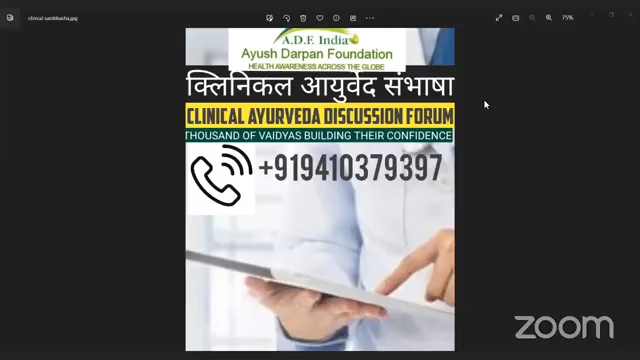 clinical sambhasha.jpg
75%
A.D.F. India
Ayush Darpan Foundation
HEALTH AWARENESS ACROSS THE GLOBE
क्लिनिकल आयुर्वेद संभाषा
CLINICAL AYURVEDA DISCUSSION FORUM
THOUSAND OF VAIDYAS BUILDING THEIR CONFIDENCE
+919410379397
zoom